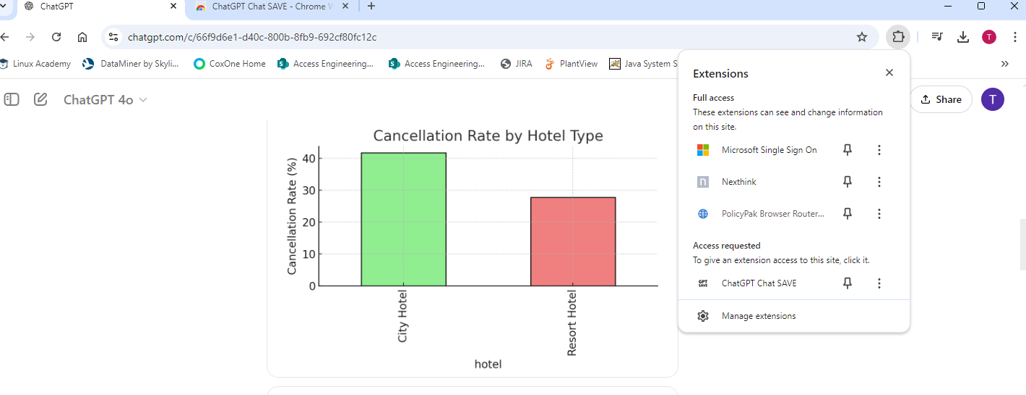 ChatGPT
ChatGPT Chat SAVE - Chrome W
chatgpt.com/c/66f9d6e1-d40c-800b-8fb9-692cf80fc12c
T
Linux Academy
DataMiner by Skyli...
CoxOne Home
Access Engineering...
Access Engineering...
JIRA
PlantView
Java System S
»
ChatGPT 4o
Share
T
Extensions
Full access
These extensions can see and change information
on this site.
Microsoft Single Sign On
n
Nexthink
PolicyPak Browser Router...
Access requested
To give an extension access to this site, click it.
ChatGPT Chat SAVE
Manage extensions
Cancellation Rate by Hotel Type
Cancellation Rate (%)
40
30
20
10
0
City Hotel
Resort Hotel
hotel